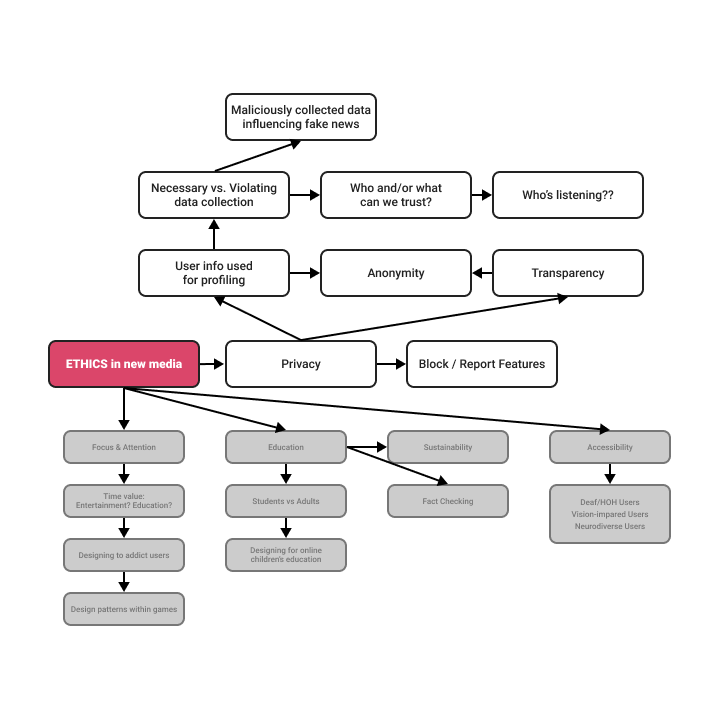 Maliciously collected data
influencing fake news
Necessary vs. Violating
data collection
Who and/or what
can we trust?
Who's listening??
User info used
for profiling
Anonymity
Transparency
ETHICS in new media
Privacy
Block / Report Features
Focus & Attention
Education
Sustainability
Accessibility
Time value:
Entertainment? Education?
Students vs Adults
Fact Checking
Deaf/HOH Users
Vision-impared Users
Neurodiverse Users
Designing to addict users
Designing for online
children's education
Design patterns within games